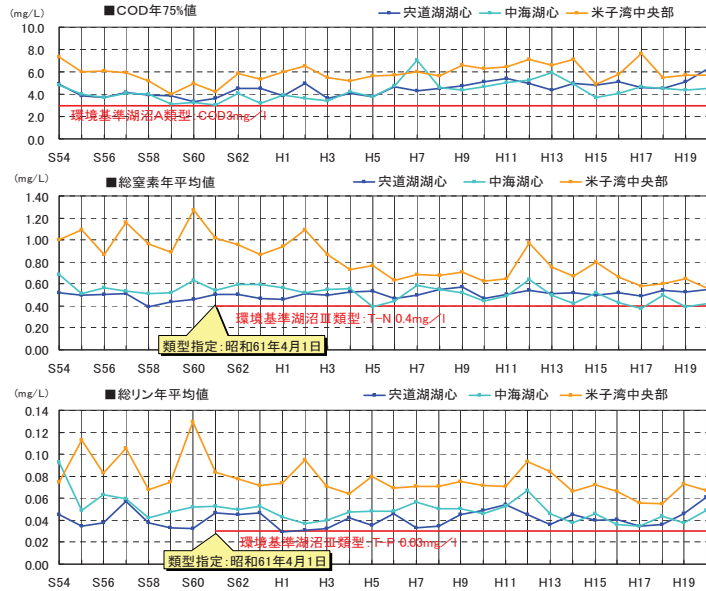 (mg/L) ■COD年75%値 宍道湖湖心 中海湖心 米子湾中央部
10.0
8.0
6.0
4.0
2.0
0.0
環境基準湖沼A類型:COD3mg/l
S54 S56 S58 S60 S62 H1 H3 H5 H7 H9 H11 H13 H15 H17 H19
(mg/L) ■総窒素年平均値 宍道湖湖心 中海湖心 米子湾中央部
1.40
1.20
1.00
0.80
0.60
0.40
0.20
0.00
環境基準湖沼Ⅲ類型:T-N 0.4mg/l
類型指定:昭和61年4月1日
S54 S56 S58 S60 S62 H1 H3 H5 H7 H9 H11 H13 H15 H17 H19
(mg/L) ■総リン年平均値 宍道湖湖心 中海湖心 米子湾中央部
0.14
0.12
0.10
0.08
0.06
0.04
0.02
0.00
環境基準湖沼Ⅲ類型:T-P 0.03mg/l
類型指定:昭和61年4月1日
S54 S56 S58 S60 S62 H1 H3 H5 H7 H9 H11 H13 H15 H17 H19